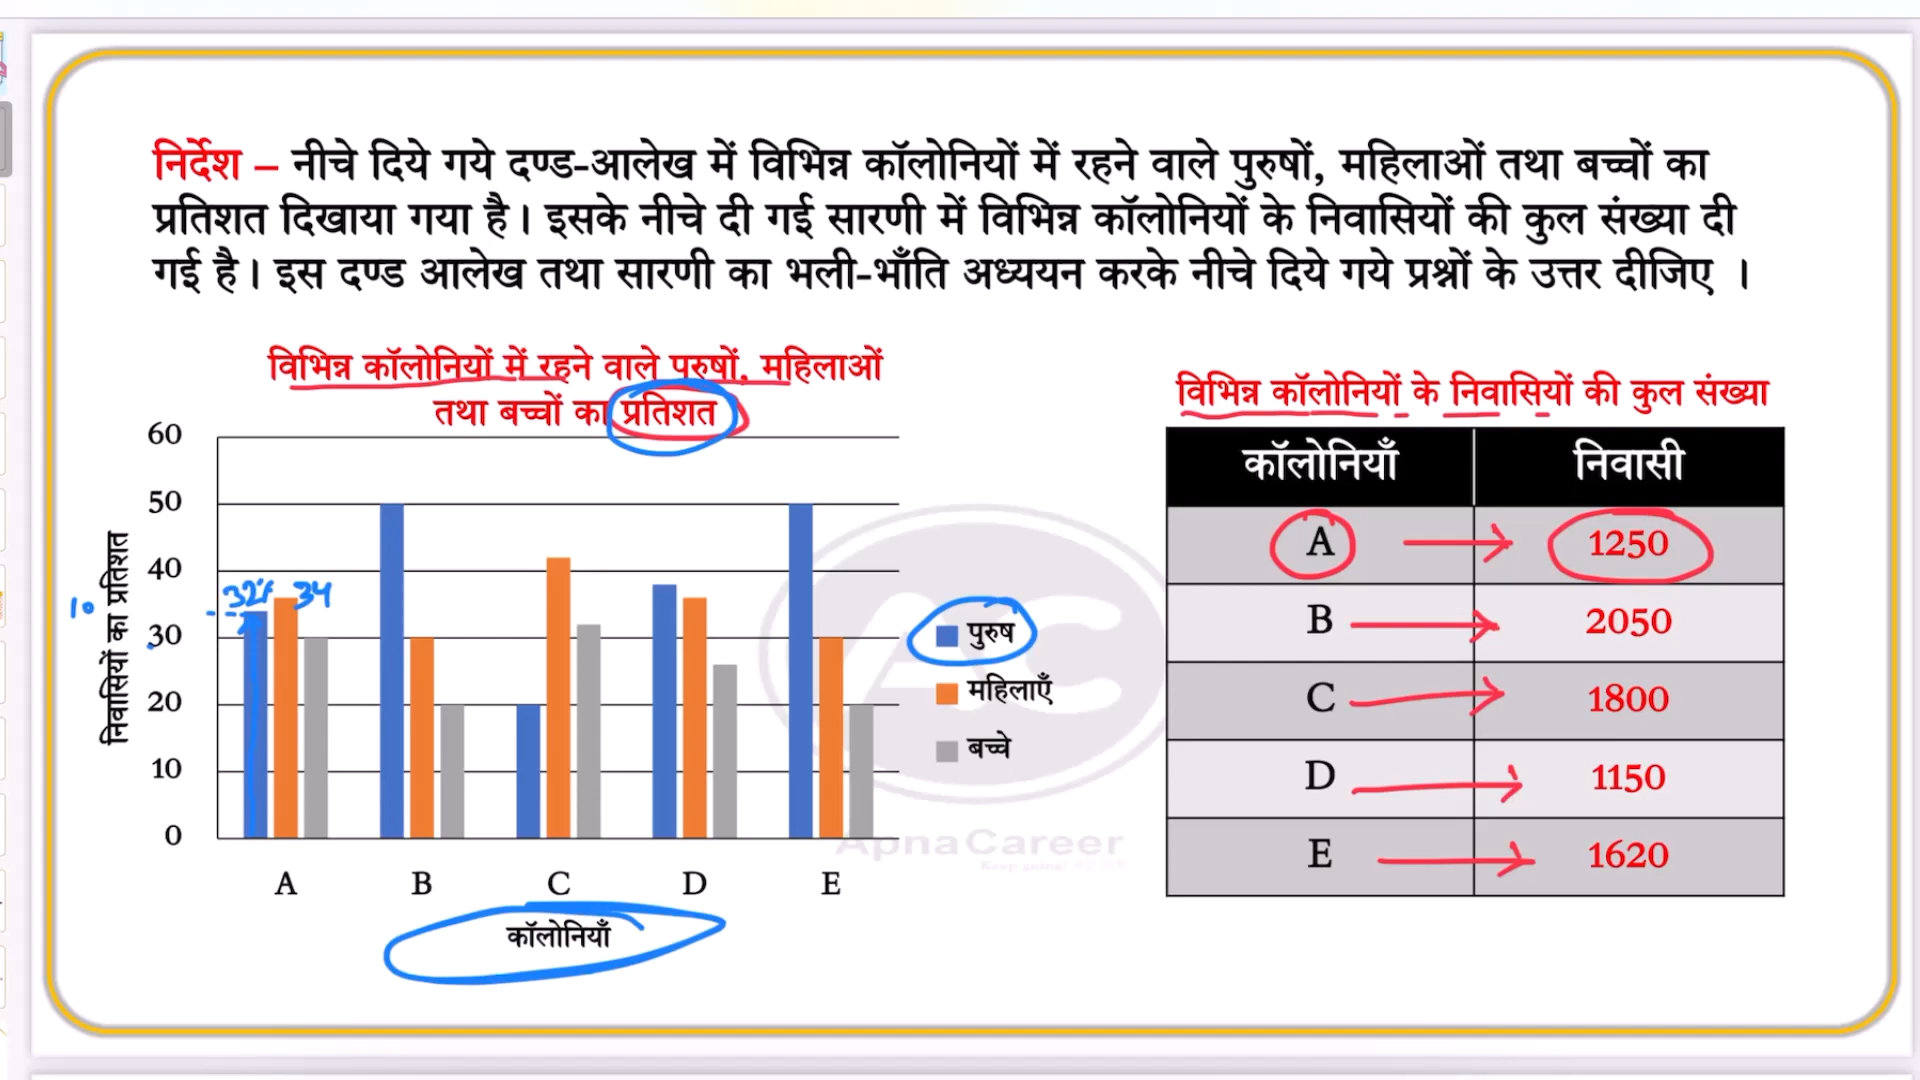 निर्देश – नीचे दिये गये दण्ड-आलेख में विभिन्न कॉलोनियों में रहने वाले पुरुषों, महिलाओं तथा बच्चों का
प्रतिशत दिखाया गया है। इसके नीचे दी गई सारणी में विभिन्न कॉलोनियों के निवासियों की कुल संख्या दी
गई है। इस दण्ड आलेख तथा सारणी का भली-भाँति अध्ययन करके नीचे दिये गये प्रश्नों के उत्तर दीजिए ।
विभिन्न कॉलोनियों में रहने वाले पुरुषों, महिलाओं
तथा बच्चों का प्रतिशत
60
50
40
30
20
10
0
निवासियों का प्रतिशत
10
32% 34
A B C D E
कॉलोनियाँ
पुरुष
महिलाएँ
बच्चे
विभिन्न कॉलोनियों के निवासियों की कुल संख्या
कॉलोनियाँ निवासी
A 1250
B 2050
C 1800
D 1150
E 1620
AC
ApnaCareer